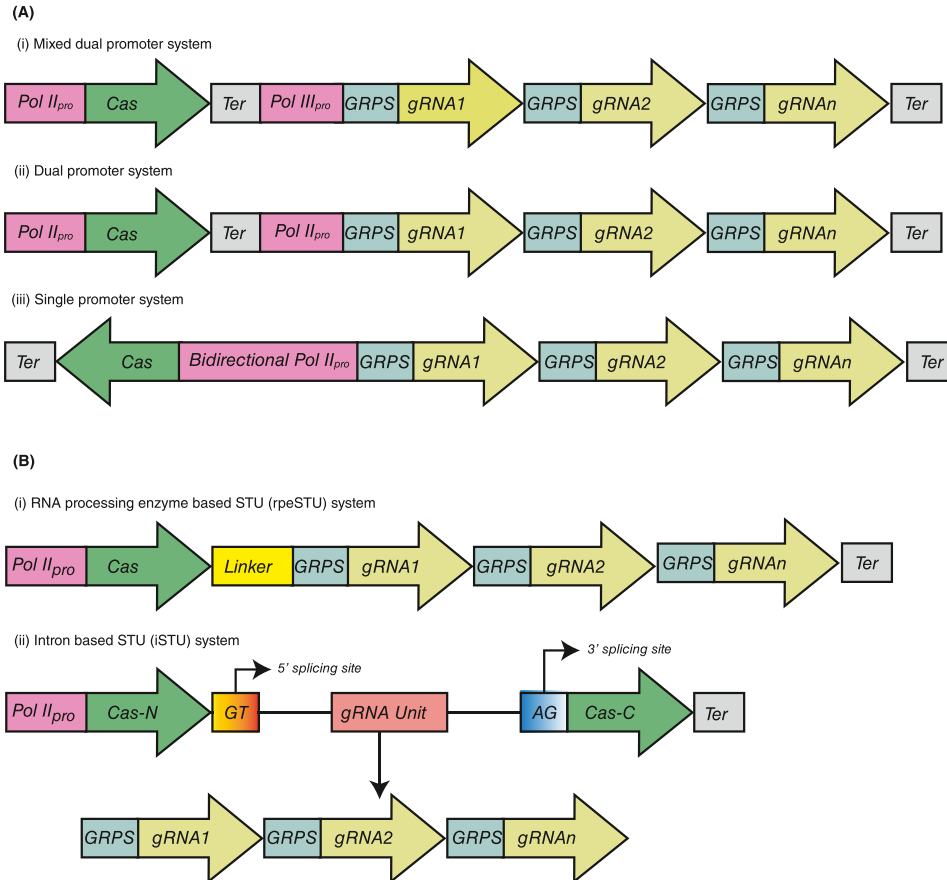 (A)
(i) Mixed dual promoter system
Pol IIpro Cas Ter Pol IIIpro GRPS gRNA1 GRPS gRNA2 GRPS gRNAn Ter
(ii) Dual promoter system
Pol IIpro Cas Ter Pol IIpro GRPS gRNA1 GRPS gRNA2 GRPS gRNAn Ter
(iii) Single promoter system
Ter Cas Bidirectional Pol IIpro GRPS gRNA1 GRPS gRNA2 GRPS gRNAn Ter
(B)
(i) RNA processing enzyme based STU (rpeSTU) system
Pol IIpro Cas Linker GRPS gRNA1 GRPS gRNA2 GRPS gRNAn Ter
(ii) Intron based STU (iSTU) system
5' splicing site 3' splicing site
Pol IIpro Cas-N GT gRNA Unit AG Cas-C Ter
GRPS gRNA1 GRPS gRNA2 GRPS gRNAn